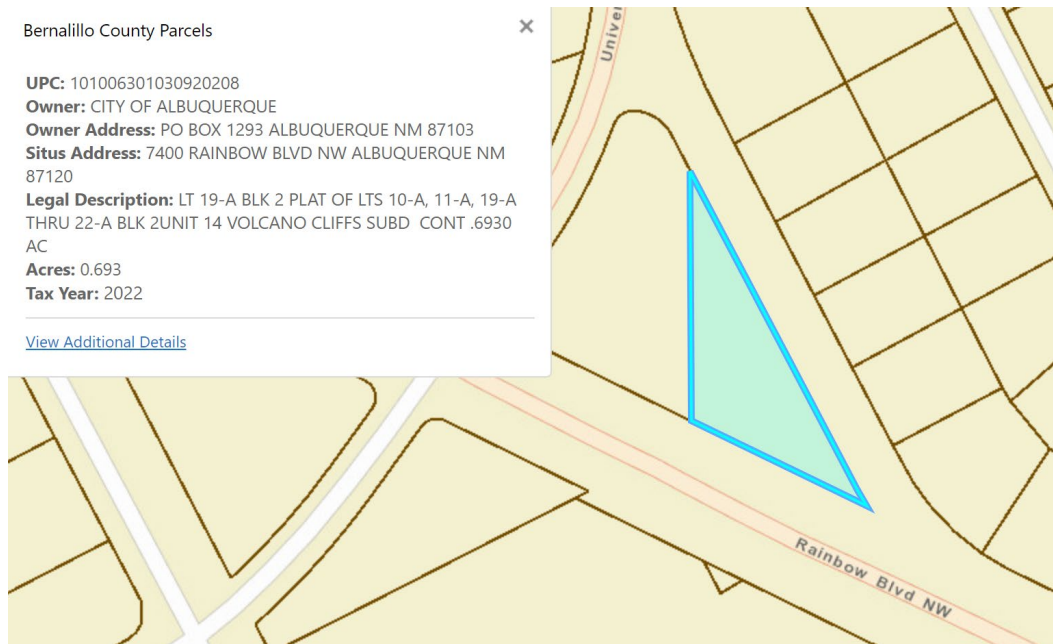 Bernalillo County Parcels
×
UPC: 101006301030920208
Owner: CITY OF ALBUQUERQUE
Owner Address: PO BOX 1293 ALBUQUERQUE NM 87103
Situs Address: 7400 RAINBOW BLVD NW ALBUQUERQUE NM
87120
Legal Description: LT 19-A BLK 2 PLAT OF LTS 10-A, 11-A, 19-A
THRU 22-A BLK 2UNIT 14 VOLCANO CLIFFS SUBD  CONT .6930
AC
Acres: 0.693
Tax Year: 2022
View Additional Details
Univer
Rainbow Blvd NW